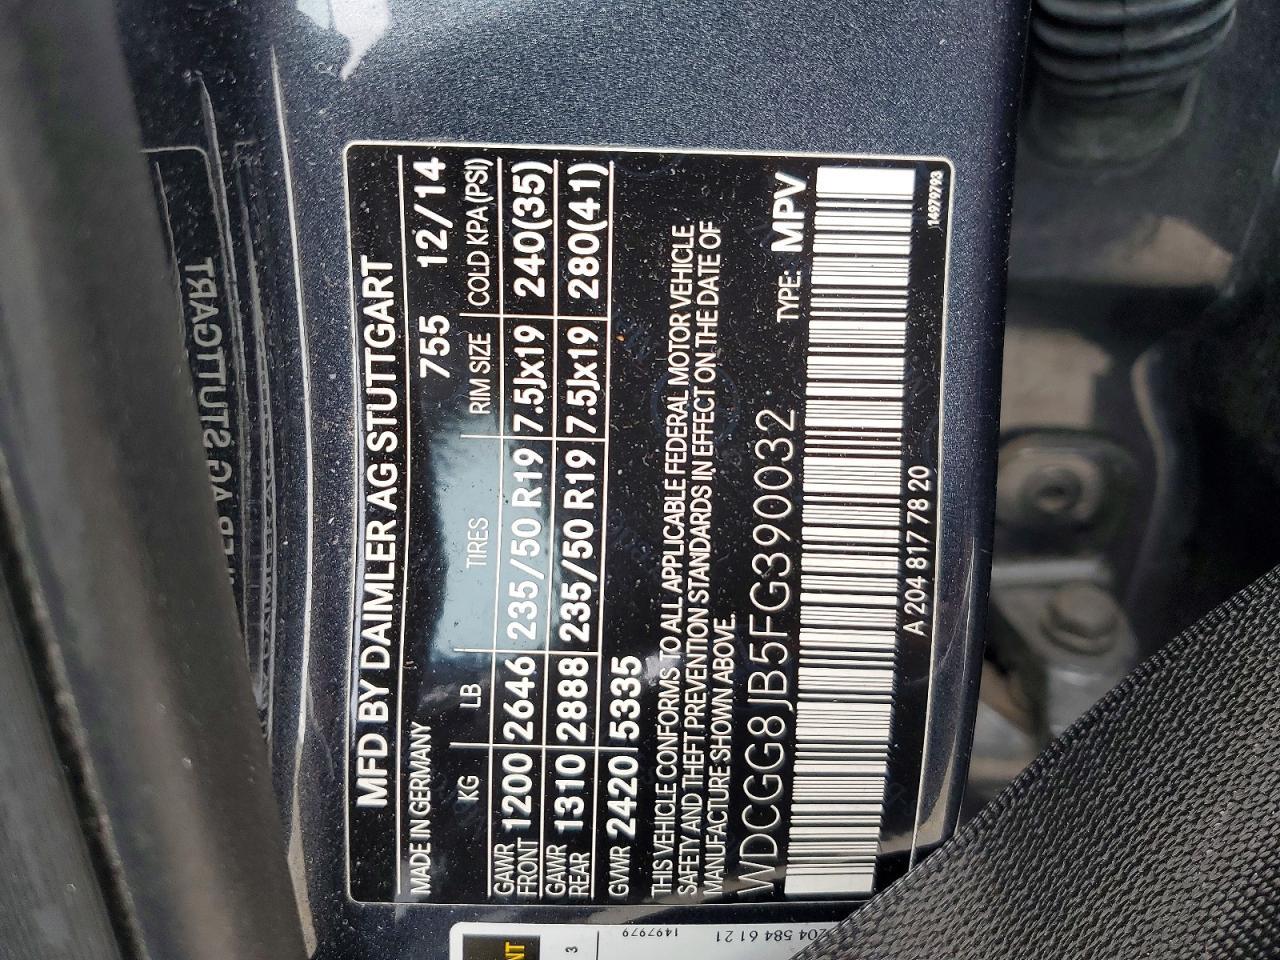 MFD BY DAIMLER AG STUTTGART
MADE IN GERMANY 755 12/14
KG LB TIRES RIM SIZE COLD KPA (PSI)
GAWR FRONT 1200 2646 235/50 R19 7.5Jx19 240(35)
GAWR REAR 1310 2888 235/50 R19 7.5Jx19 280(41)
GVWR 2420 5335
THIS VEHICLE CONFORMS TO ALL APPLICABLE FEDERAL MOTOR VEHICLE
SAFETY AND THEFT PREVENTION STANDARDS IN EFFECT ON THE DATE OF
MANUFACTURE SHOWN ABOVE.
WDCGG8JB5FG390032 TYPE: MPV
A 204 817 78 20
14979793
3
1497979
204 584 61 21
STUTTGART